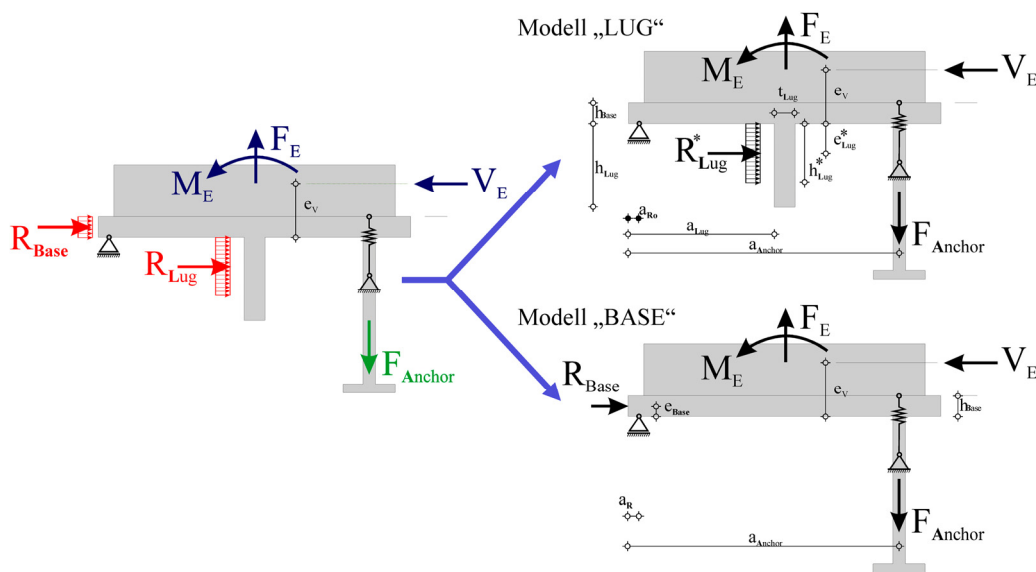 F_E
M_E
V_E
e_V
R_Base
R_Lug
F_Anchor
Modell „LUG“
F_E
M_E
V_E
t_Lug
e_V
h_Base
R*_Lug
e*_Lug
h*_Lug
h_Lug
a_Ro
a_Lug
a_Anchor
F_Anchor
Modell „BASE“
F_E
M_E
V_E
R_Base
e_V
e_Base
h_Base
a_R
F_Anchor
a_Anchor